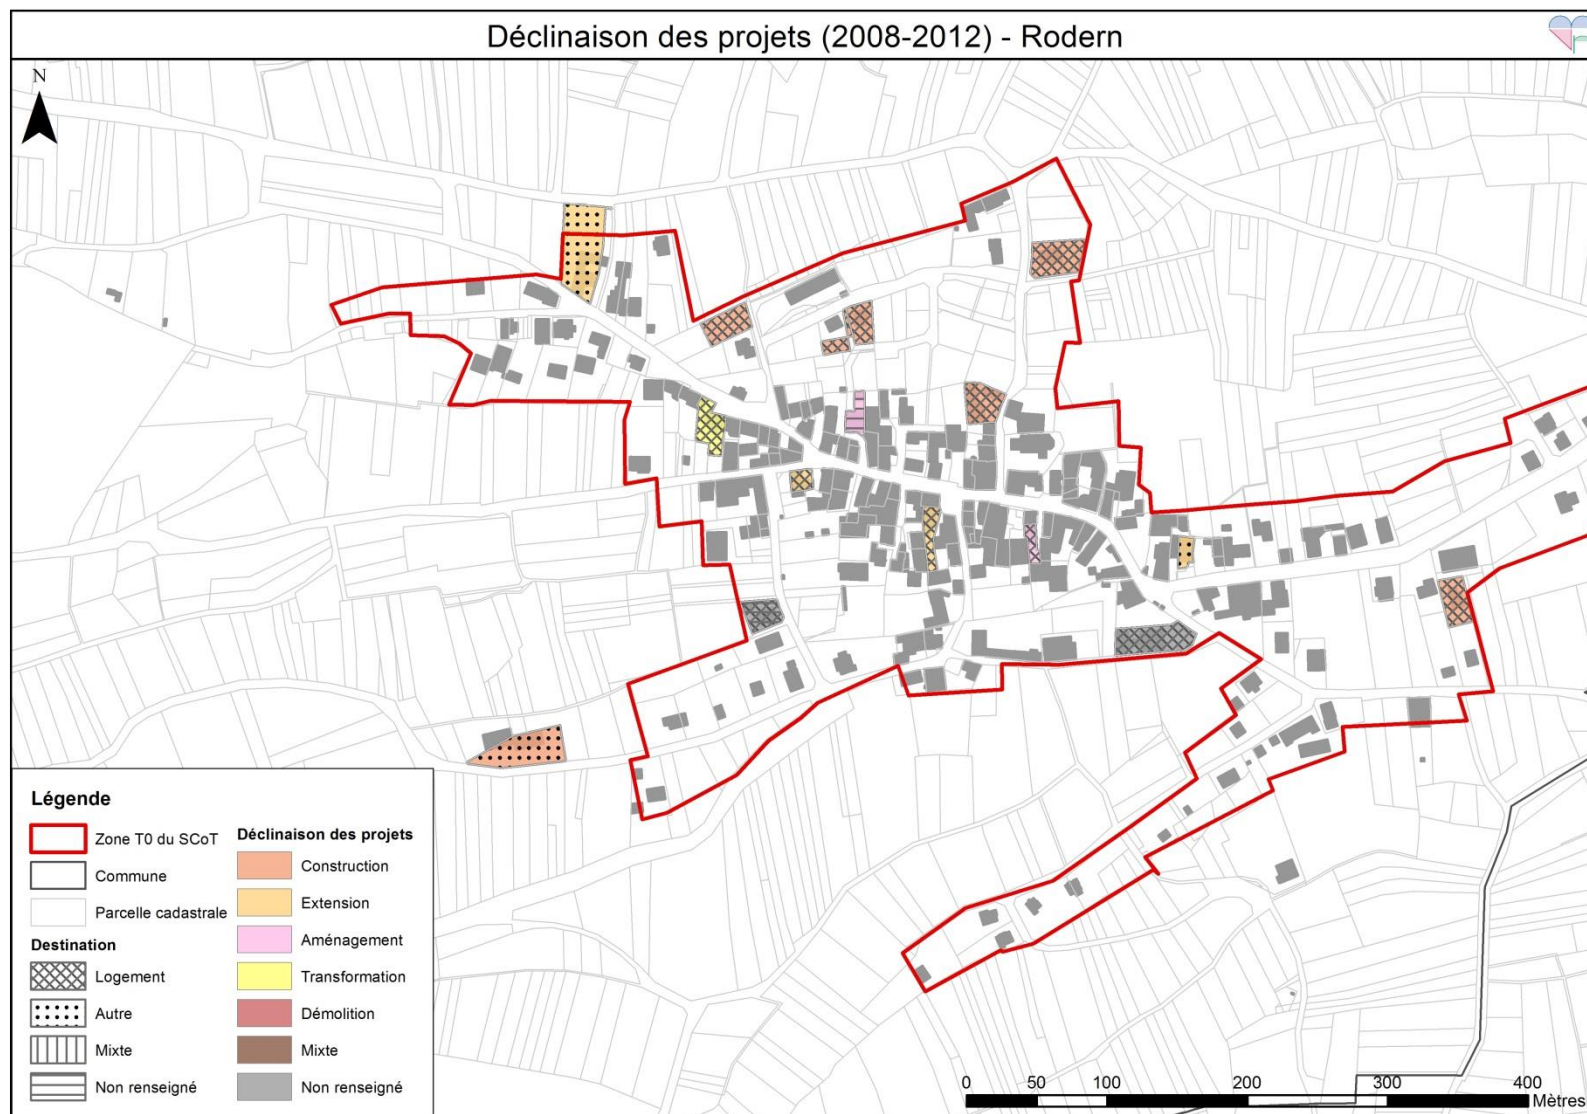 Déclinaison des projets (2008-2012) - Rodern
N
Légende
Zone T0 du SCoT
Commune
Parcelle cadastrale
Destination
Logement
Autre
Mixte
Non renseigné
Déclinaison des projets
Construction
Extension
Aménagement
Transformation
Démolition
Mixte
Non renseigné
0 50 100 200 300 400
Mètres